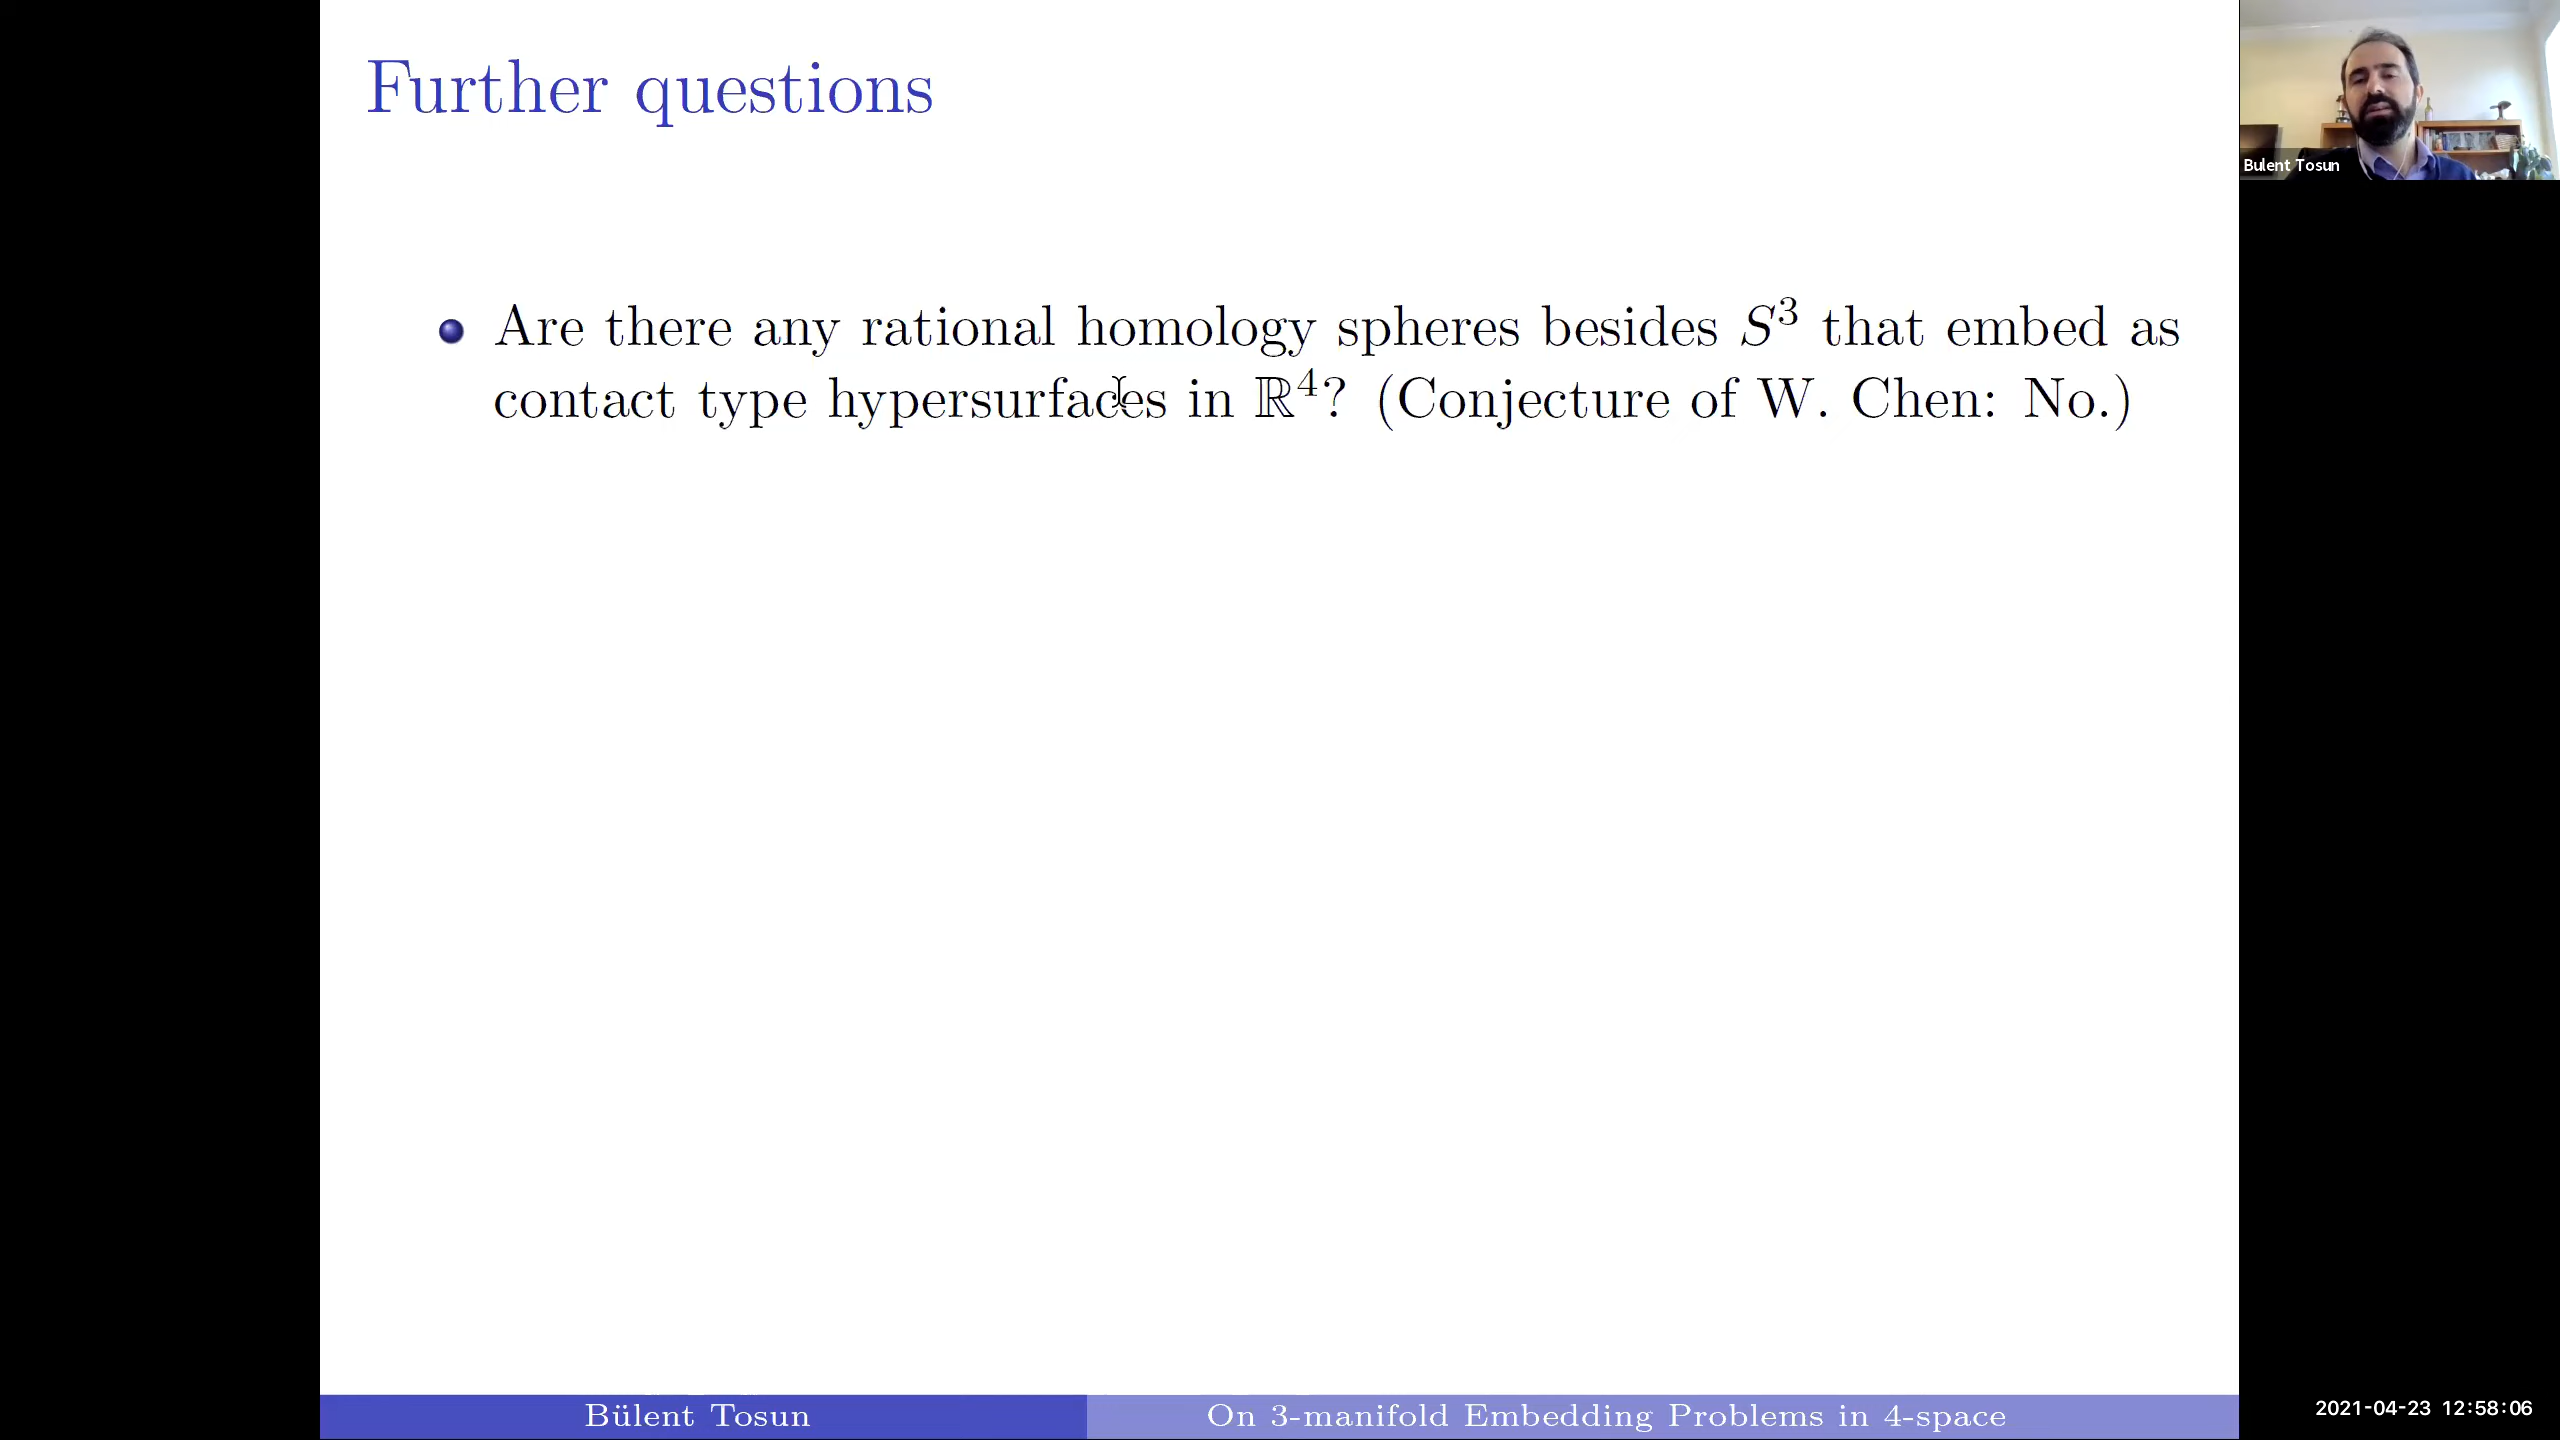 Further questions
Bulent Tosun
Are there any rational homology spheres besides S³ that embed as
contact type hypersurfaces in ℝ⁴? (Conjecture of W. Chen: No.)
Bülent Tosun
On 3-manifold Embedding Problems in 4-space
2021-04-23 12:58:06